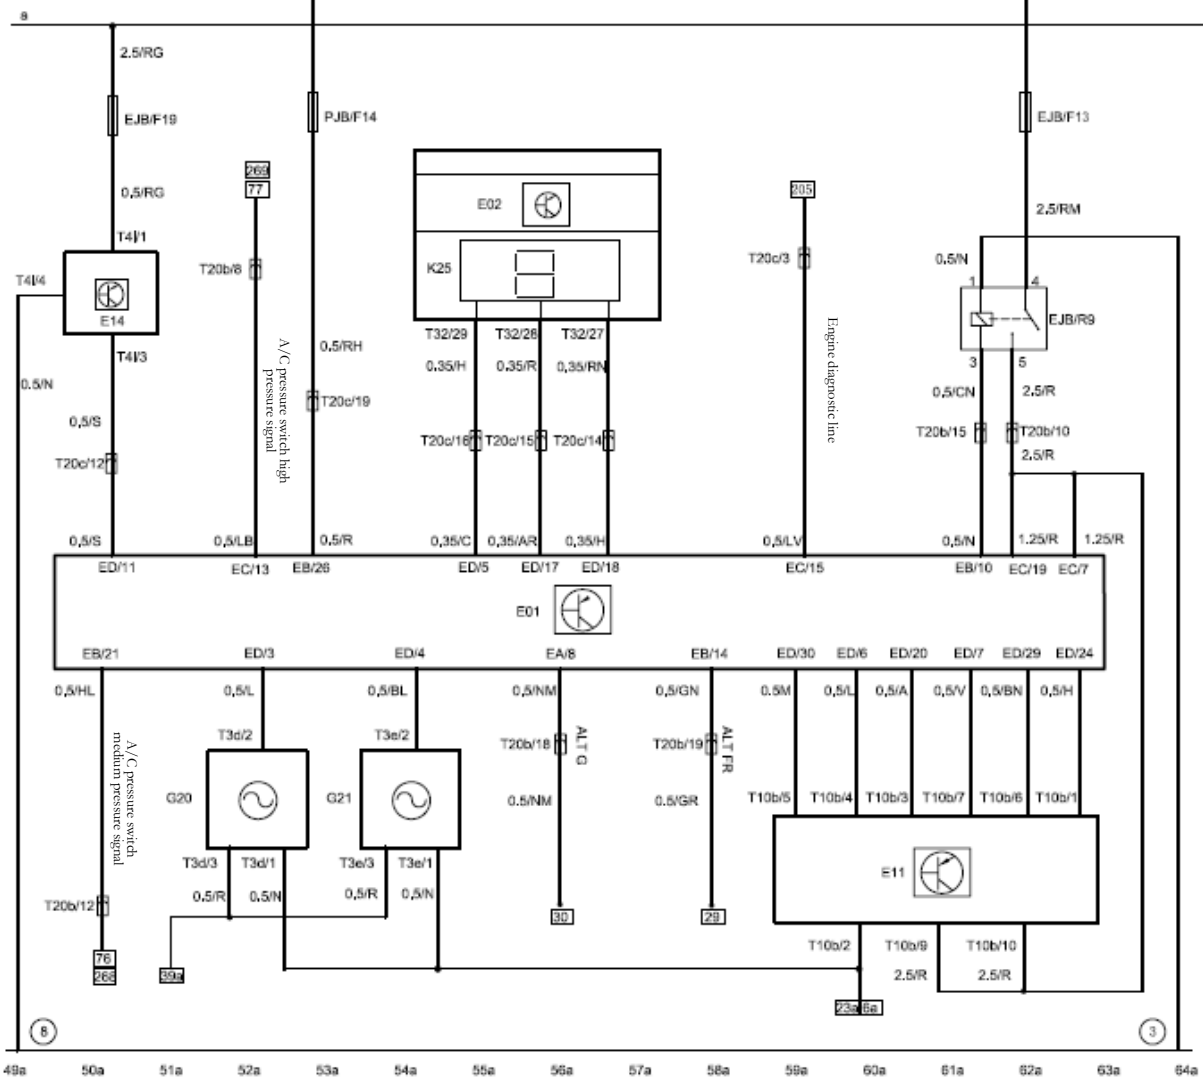 a
2.5/RG
EJB/F19
PJB/F14
EJB/F13
269
77
205
0,5/RG
E02
2.5/RM
T4I/1
T20b/8
T20c/3
0.5/N
K25
T4I/4
1
4
E14
EJB/R9
T32/29
T32/28
T32/27
T4I/3
0.5/RH
0.35/H
0.35/R
0,35/RN
3
5
0.5/N
A/C pressure switch high
pressure signal
Engine diagnostic line
T20c/19
0,5/CN
2,5/R
0,5/S
T20c/16
T20c/15
T20c/14
T20b/15
T20b/10
T20c/12
2.5/R
0,5/S
0,5/LB
0,5/R
0,35/C
0,35/AR
0,35/H
0,5/LV
0,5/N
1.25/R
1.25/R
ED/11
EC/13
EB/26
ED/5
ED/17
ED/18
EC/15
EB/10
EC/19
EC/7
E01
EB/21
ED/3
ED/4
EA/8
EB/14
ED/30
ED/6
ED/20
ED/7
ED/29
ED/24
0,5/HL
0,5/L
0,5/BL
0,5/NM
0,5/GN
0.5M
0,5/L
0,5/A
0,5/V
0,5/BN
0,5/H
A/C pressure switch
medium pressure signal
T3d/2
T3e/2
T20b/18
ALT G
T20b/19
ALT FR
G20
G21
0.5/NM
0.5/GR
T10b/5
T10b/4
T10b/3
T10b/7
T10b/6
T10b/1
T3d/3
T3d/1
T3e/3
T3e/1
E11
0.5/R
0.5/N
0,5/R
0,5/N
T20b/12
30
29
T10b/2
T10b/9
T10b/10
76
268
39a
2.5/R
2.5/R
23a
6a
8
3
49a
50a
51a
52a
53a
54a
55a
56a
57a
58a
59a
60a
61a
62a
63a
64a